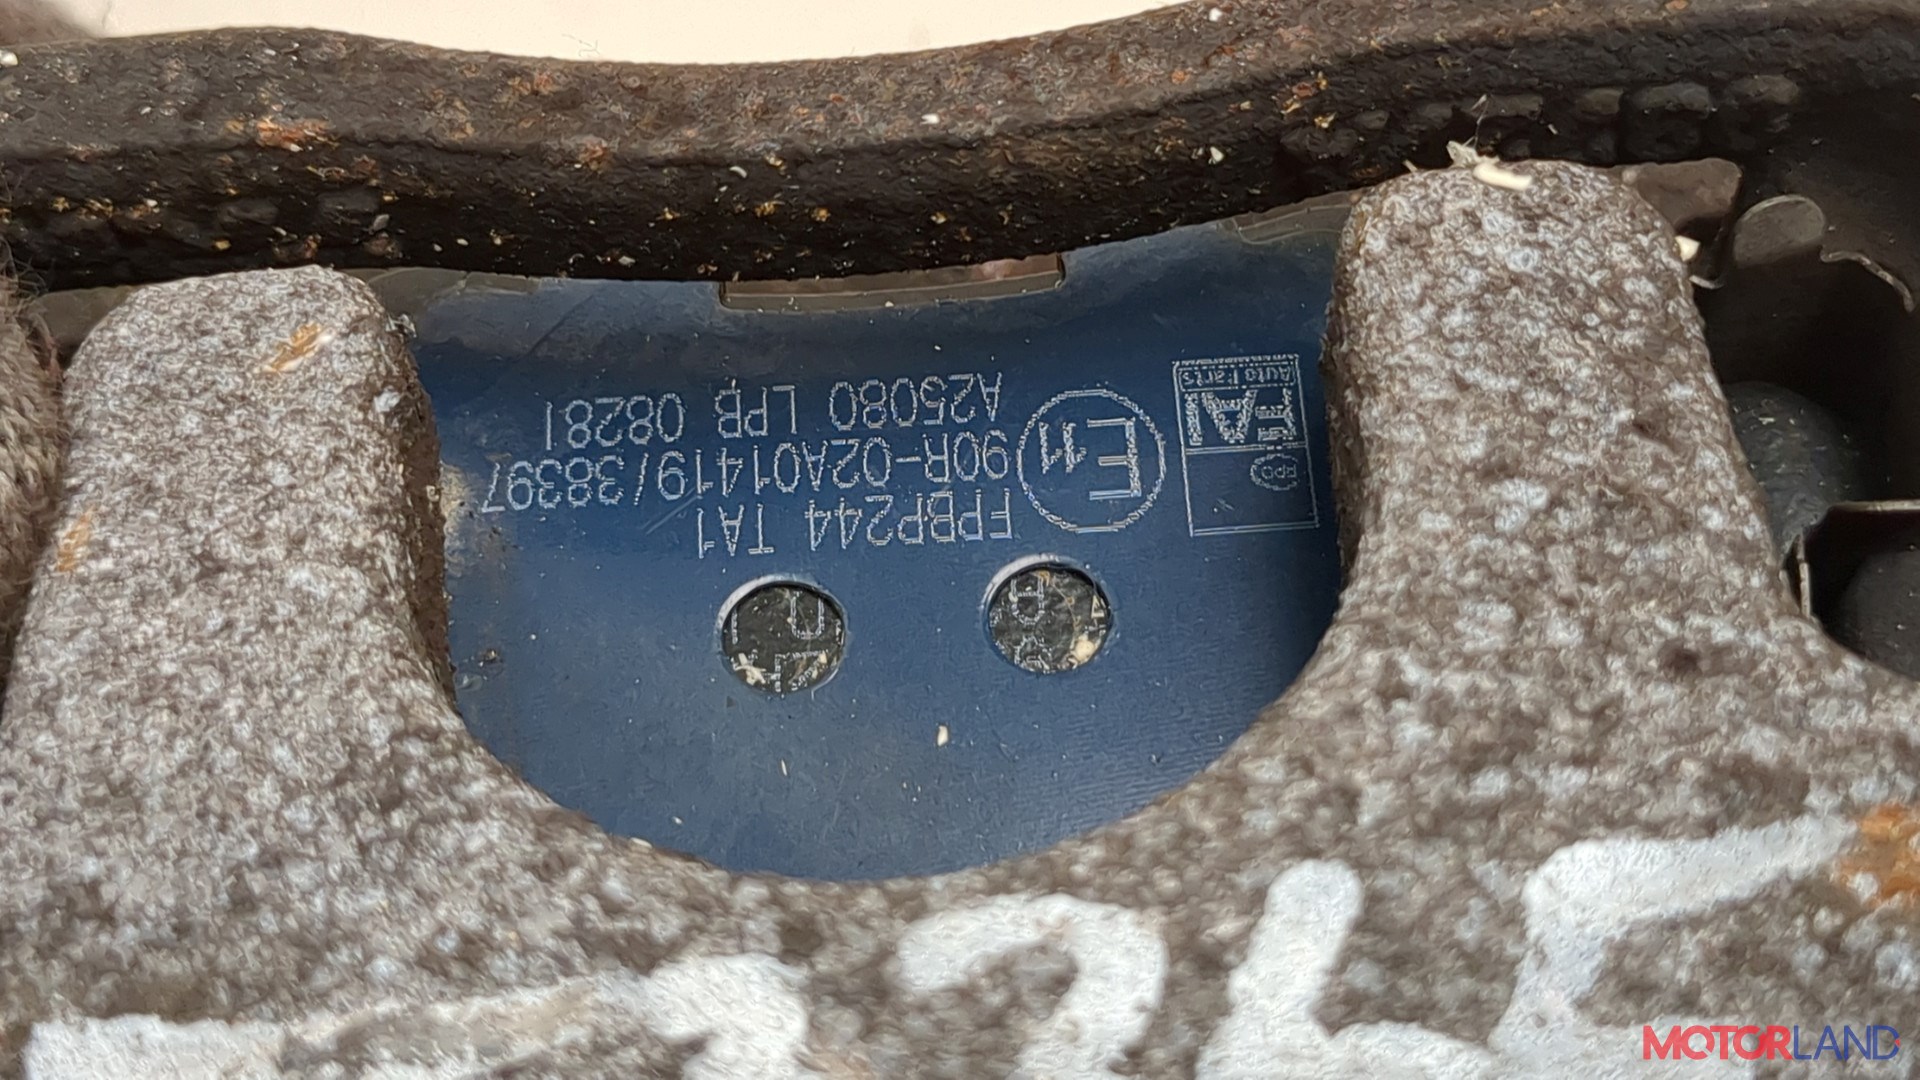 FPBP244 TA1
90R-02A01419/38397
A25080 LPB 08281
E11
FAI
Auto Parts
MOTORLAND